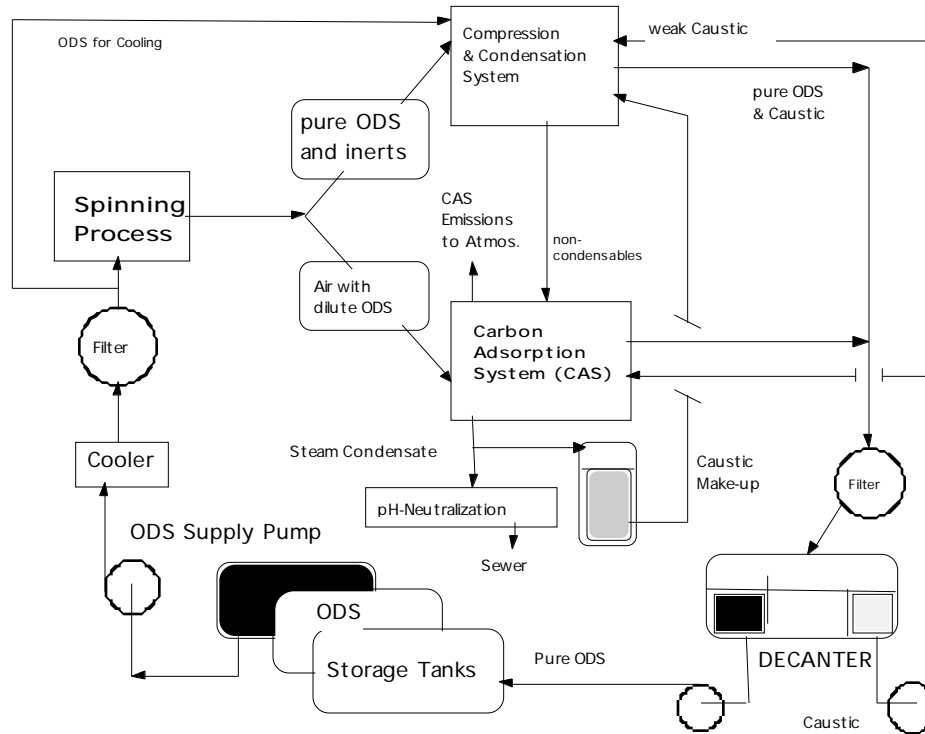 ODS for Cooling
Compression
& Condensation
System
weak Caustic
pure ODS
& Caustic
pure ODS
and inerts
Spinning
Process
CAS
Emissions
to Atmos.
non-
condensables
Air with
dilute ODS
Filter
Carbon
Adsorption
System (CAS)
Cooler
Steam Condensate
Caustic
Make-up
Filter
pH-Neutralization
ODS Supply Pump
Sewer
ODS
Storage Tanks
Pure ODS
DECANTER
Caustic